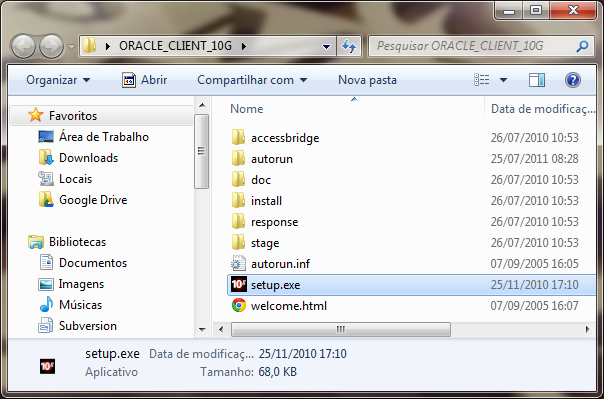 ORACLE_CLIENT_10G
Pesquisar ORACLE_CLIENT_10G
Organizar Abrir Compartilhar com Nova pasta
Favoritos
Área de Trabalho
Downloads
Locais
Google Drive
Bibliotecas
Documentos
Imagens
Músicas
Subversion
Nome Data de modificaç...
accessbridge 26/07/2010 10:53
autorun 25/07/2011 08:28
doc 26/07/2010 10:53
install 26/07/2010 10:53
response 26/07/2010 10:53
stage 26/07/2010 10:53
autorun.inf 07/09/2005 16:05
setup.exe 25/11/2010 17:10
welcome.html 07/09/2005 16:07
setup.exe Data de modificaç... 25/11/2010 17:10
Aplicativo Tamanho: 68,0 KB